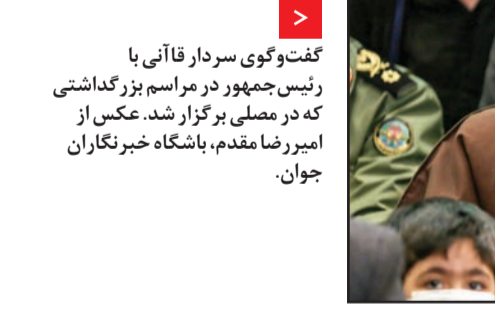 گفت‌وگوی سردار قاآنی با
رئیس‌جمهور در مراسم بزرگداشتی
که در مصلی برگزار شد. عکس از
امیررضا مقدم، باشگاه خبرنگاران
جوان.